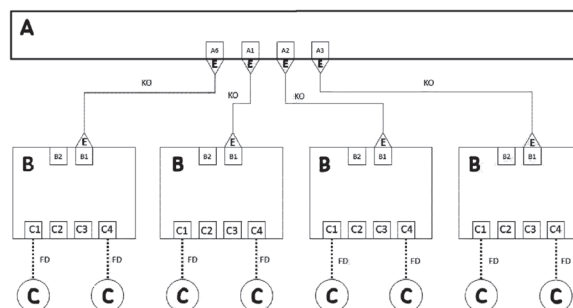 A
A6 A1 A2 A3
E E E E
KO KO KO KO
E E E E
B B2 B1 B B2 B1 B B2 B1 B B2 B1
C1 C2 C3 C4 C1 C2 C3 C4 C1 C2 C3 C4 C1 C2 C3 C4
FD FD FD FD FD FD FD FD
C C C C C C C C